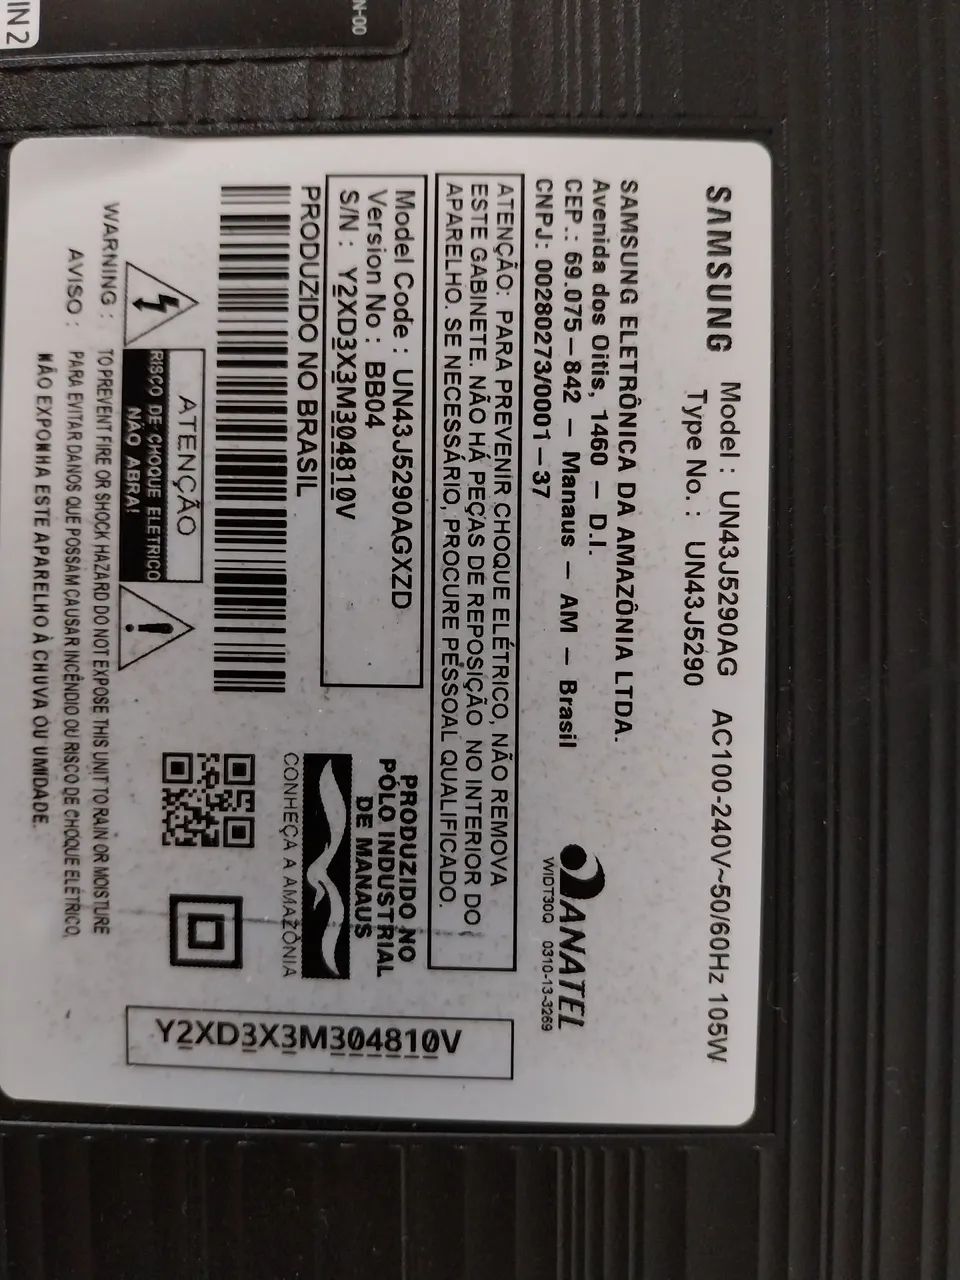 IN 2
N-00
SAMSUNG
Model : UN43J5290AG AC100-240V~50/60Hz 105W
Type No. : UN43J5290
SAMSUNG ELETRÔNICA DA AMAZÔNIA LTDA.
Avenida dos Oitis, 1460 – D.I.
CEP.: 69.075–842 – Manaus – AM – Brasil
CNPJ: 00280273/0001–37
ANATEL
WIDT30Q 0310-13-3269
ATENÇÃO: PARA PREVENIR CHOQUE ELÉTRICO, NÃO REMOVA
ESTE GABINETE. NÃO HÁ PEÇAS DE REPOSIÇÃO NO INTERIOR DO
APARELHO. SE NECESSÁRIO, PROCURE PESSOAL QUALIFICADO.
Model Code : UN43J5290AGXZD
Version No : BB04
S/N : Y2XD3X3M304810V
PRODUZIDO NO BRASIL
PRODUZIDO NO
PÓLO INDUSTRIAL
DE MANAUS
CONHEÇA A AMAZÔNIA
ATENÇÃO
RISCO DE CHOQUE ELÉTRICO
NÃO ABRA!
WARNING : TO PREVENT FIRE OR SHOCK HAZARD DO NOT EXPOSE THIS UNIT TO RAIN OR MOISTURE
AVISO : PARA EVITAR DANOS QUE POSSAM CAUSAR INCÊNDIO OU RISCO DE CHOQUE ELÉTRICO,
NÃO EXPONHA ESTE APARELHO À CHUVA OU UMIDADE.
Y2XD3X3M304810V